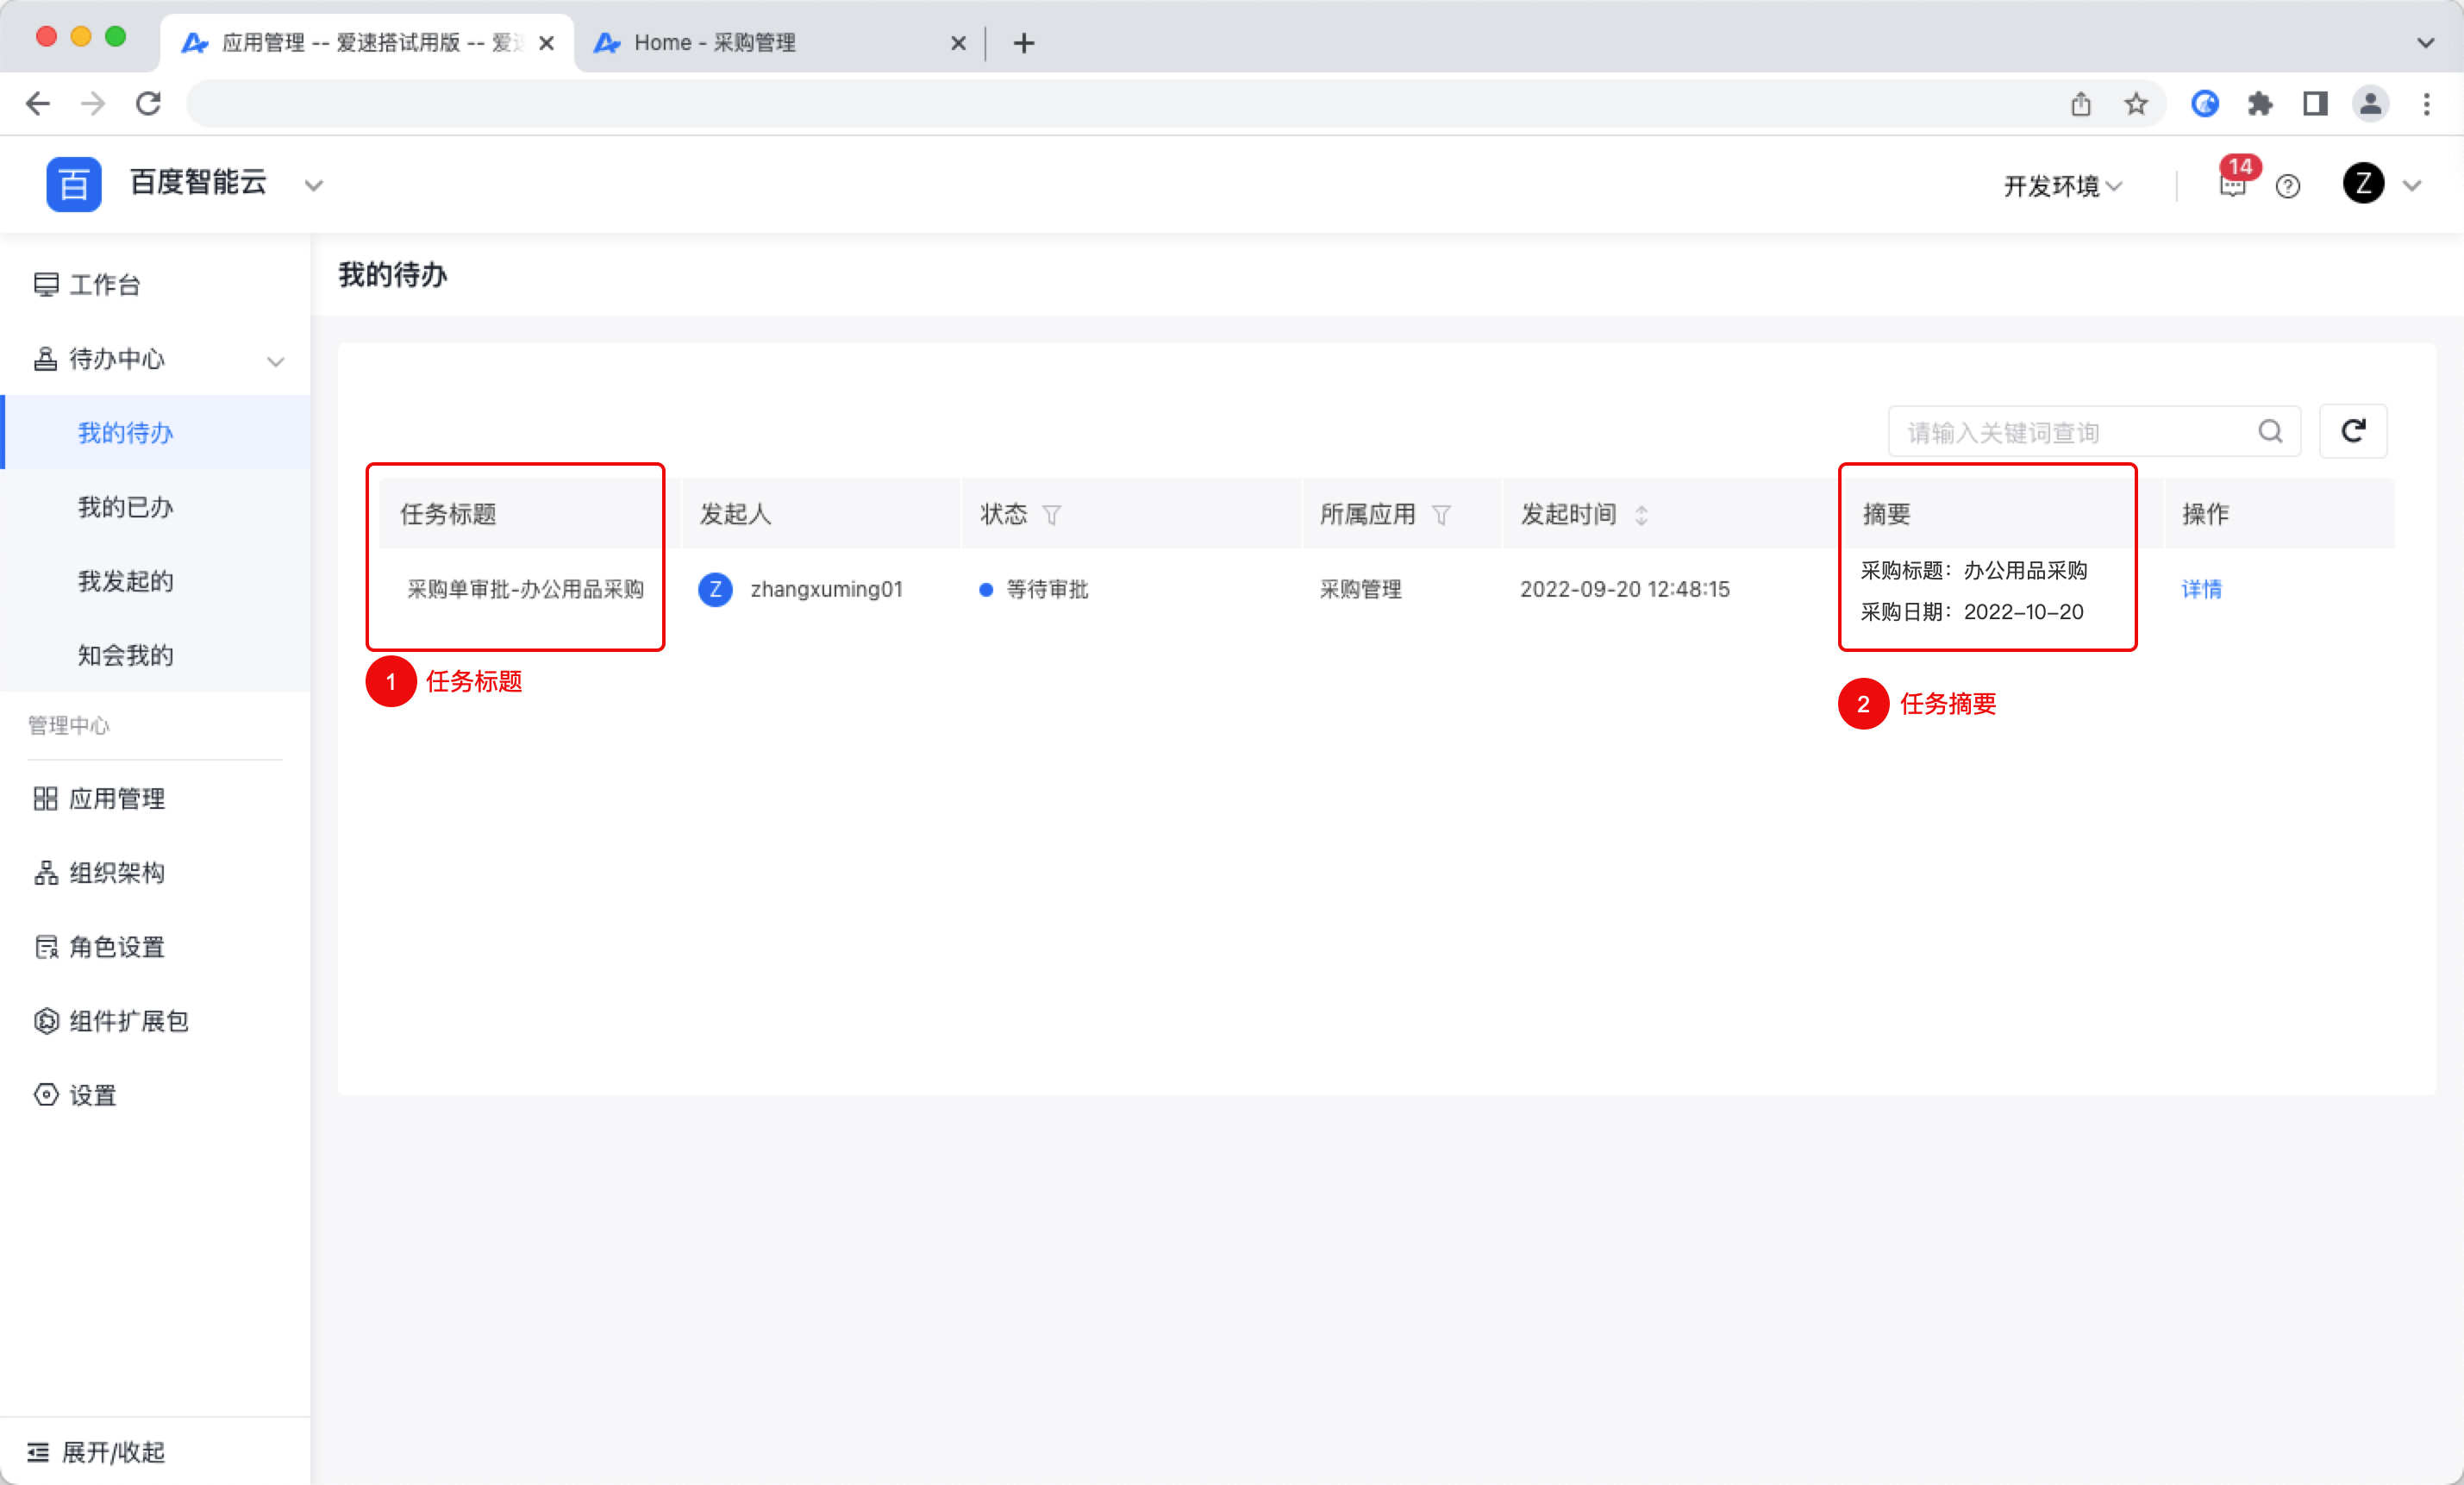 应用管理 -- 爱速搭试用版 -- 爱
Home - 采购管理
百 百度智能云
开发环境
14
Z
工作台
待办中心
我的待办
我的已办
我发起的
知会我的
管理中心
应用管理
组织架构
角色设置
组件扩展包
设置
展开/收起
我的待办
请输入关键词查询
任务标题 发起人 状态 所属应用 发起时间 摘要 操作
采购单审批-办公用品采购 Z zhangxuming01 等待审批 采购管理 2022-09-20 12:48:15 采购标题：办公用品采购 详情
采购日期：2022-10-20
1 任务标题
2 任务摘要